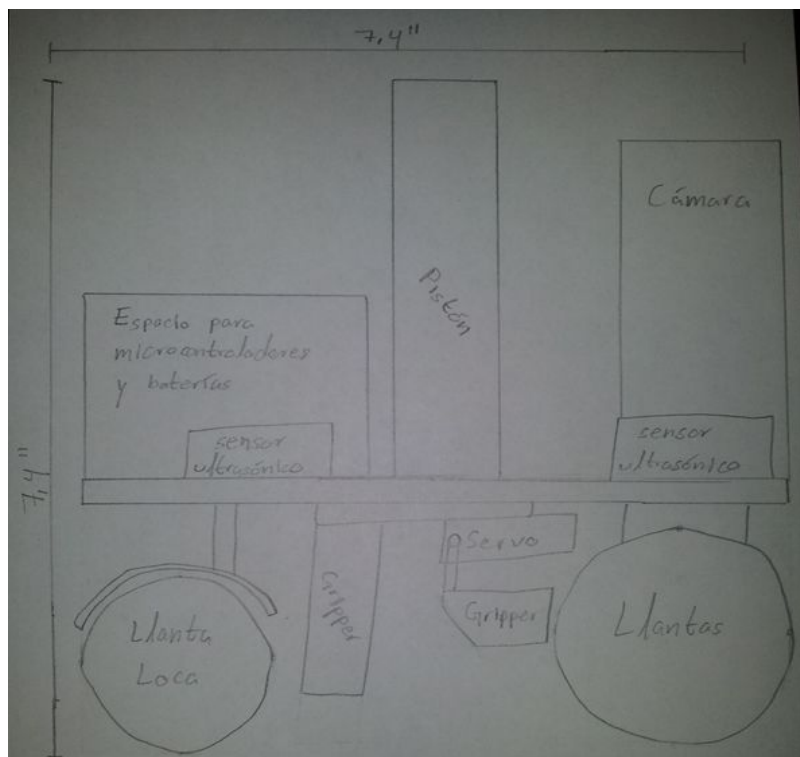 7,4"
Cámara
Pistón
Espacio para
microcontroladores
y baterías
sensor
ultrasónico
sensor
ultrasónico
7,4"
Servo
Gripper
Gripper
Llanta
Loca
Llantas